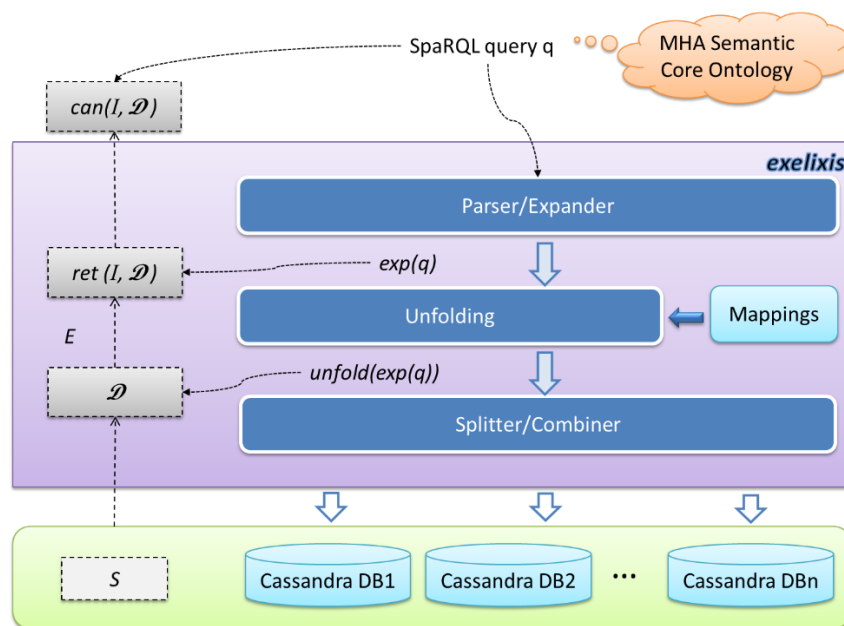 SpaRQL query q
MHA Semantic
Core Ontology
can(I, 𝒟)
exelixis
Parser/Expander
ret (I, 𝒟)
exp(q)
Unfolding
Mappings
E
unfold(exp(q))
𝒟
Splitter/Combiner
S
Cassandra DB1
Cassandra DB2
...
Cassandra DBn